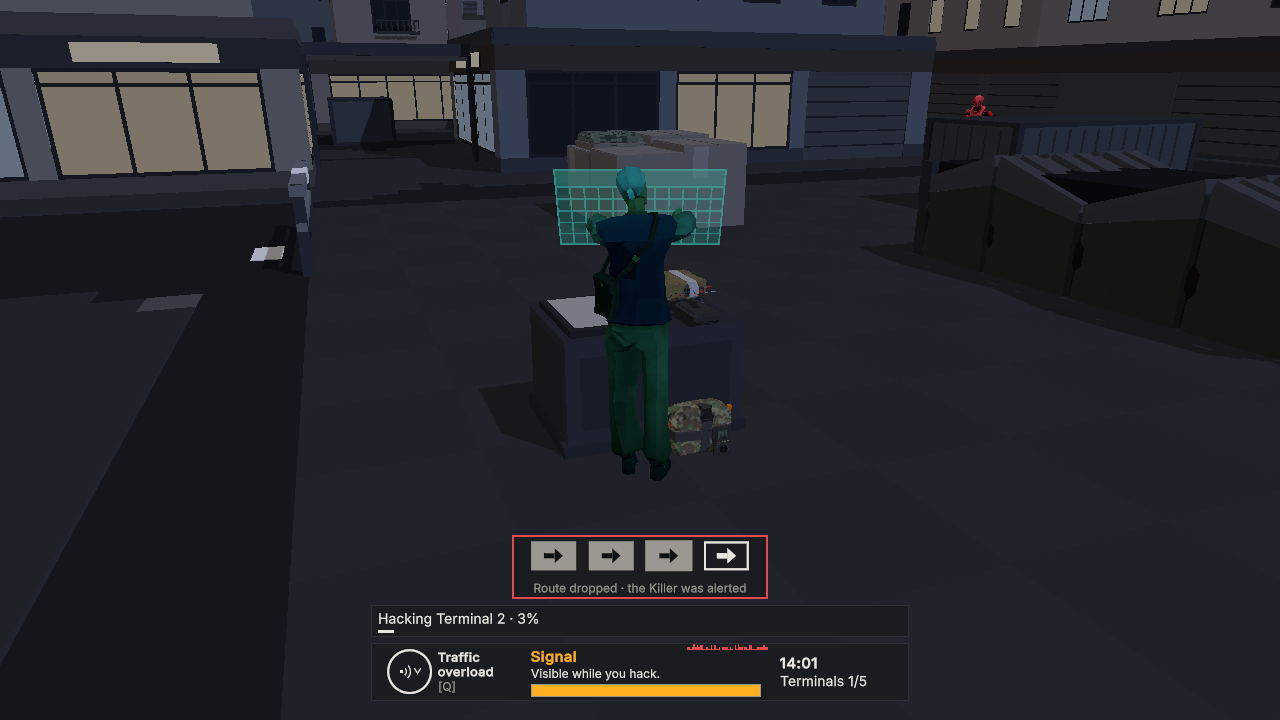 Route dropped · the Killer was alerted
Hacking Terminal 2 · 3%
Traffic
overload
[Q]
Signal
Visible while you hack.
14:01
Terminals 1/5